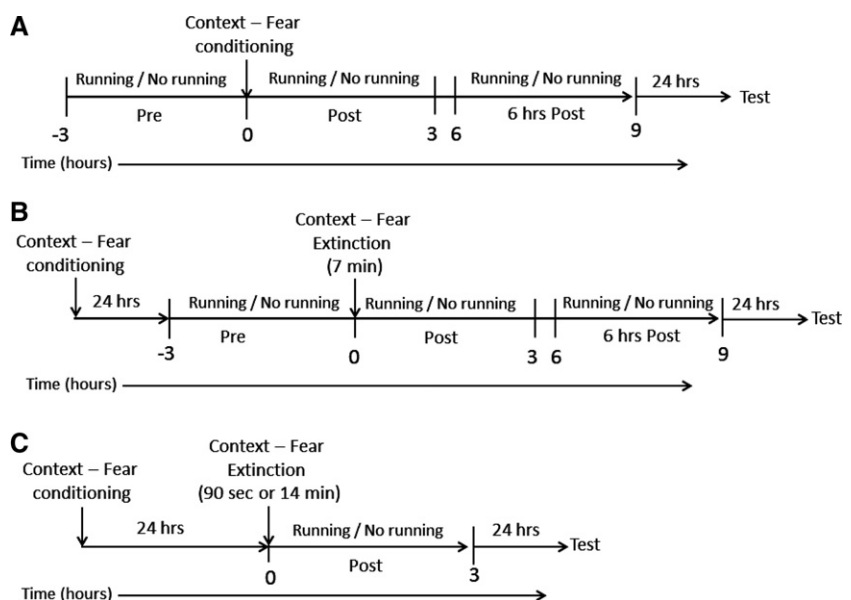 A
Context – Fear
conditioning
Running / No running
Running / No running
Running / No running
24 hrs
Test
Pre
Post
6 hrs Post
-3
0
3
6
9
Time (hours)
B
Context – Fear
Extinction
(7 min)
Context – Fear
conditioning
24 hrs
Running / No running
Running / No running
Running / No running
24 hrs
Test
Pre
Post
6 hrs Post
-3
0
3
6
9
Time (hours)
C
Context – Fear
Extinction
(90 sec or 14 min)
Context – Fear
conditioning
24 hrs
Running / No running
24 hrs
Test
Post
0
3
Time (hours)